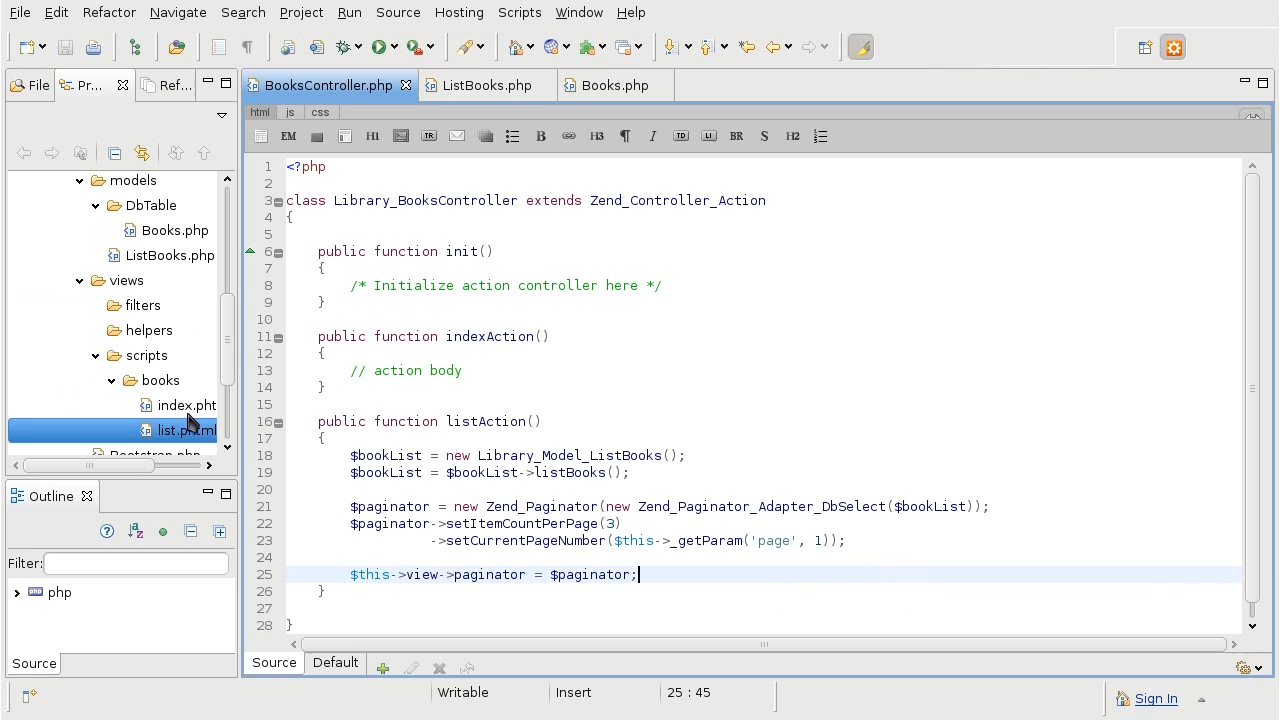 File Edit Refactor Navigate Search Project Run Source Hosting Scripts Window Help
File Pr... Ref...
BooksController.php ListBooks.php Books.php
html js css
EM H1 TR B H3 ¶ I TD LI BR S H2
models
DbTable
Books.php
ListBooks.php
views
filters
helpers
scripts
books
index.pht
list.phtml
Bootstrap.php
Outline
Filter:
php
Source
1 <?php
2
3 class Library_BooksController extends Zend_Controller_Action
4 {
5
6 public function init()
7 {
8 /* Initialize action controller here */
9 }
10
11 public function indexAction()
12 {
13 // action body
14 }
15
16 public function listAction()
17 {
18 $bookList = new Library_Model_ListBooks();
19 $bookList = $bookList->listBooks();
20
21 $paginator = new Zend_Paginator(new Zend_Paginator_Adapter_DbSelect($bookList));
22 $paginator->setItemCountPerPage(3)
23 ->setCurrentPageNumber($this->_getParam('page', 1));
24
25 $this->view->paginator = $paginator;
26 }
27
28 }
Source Default
Writable Insert 25 : 45 Sign In